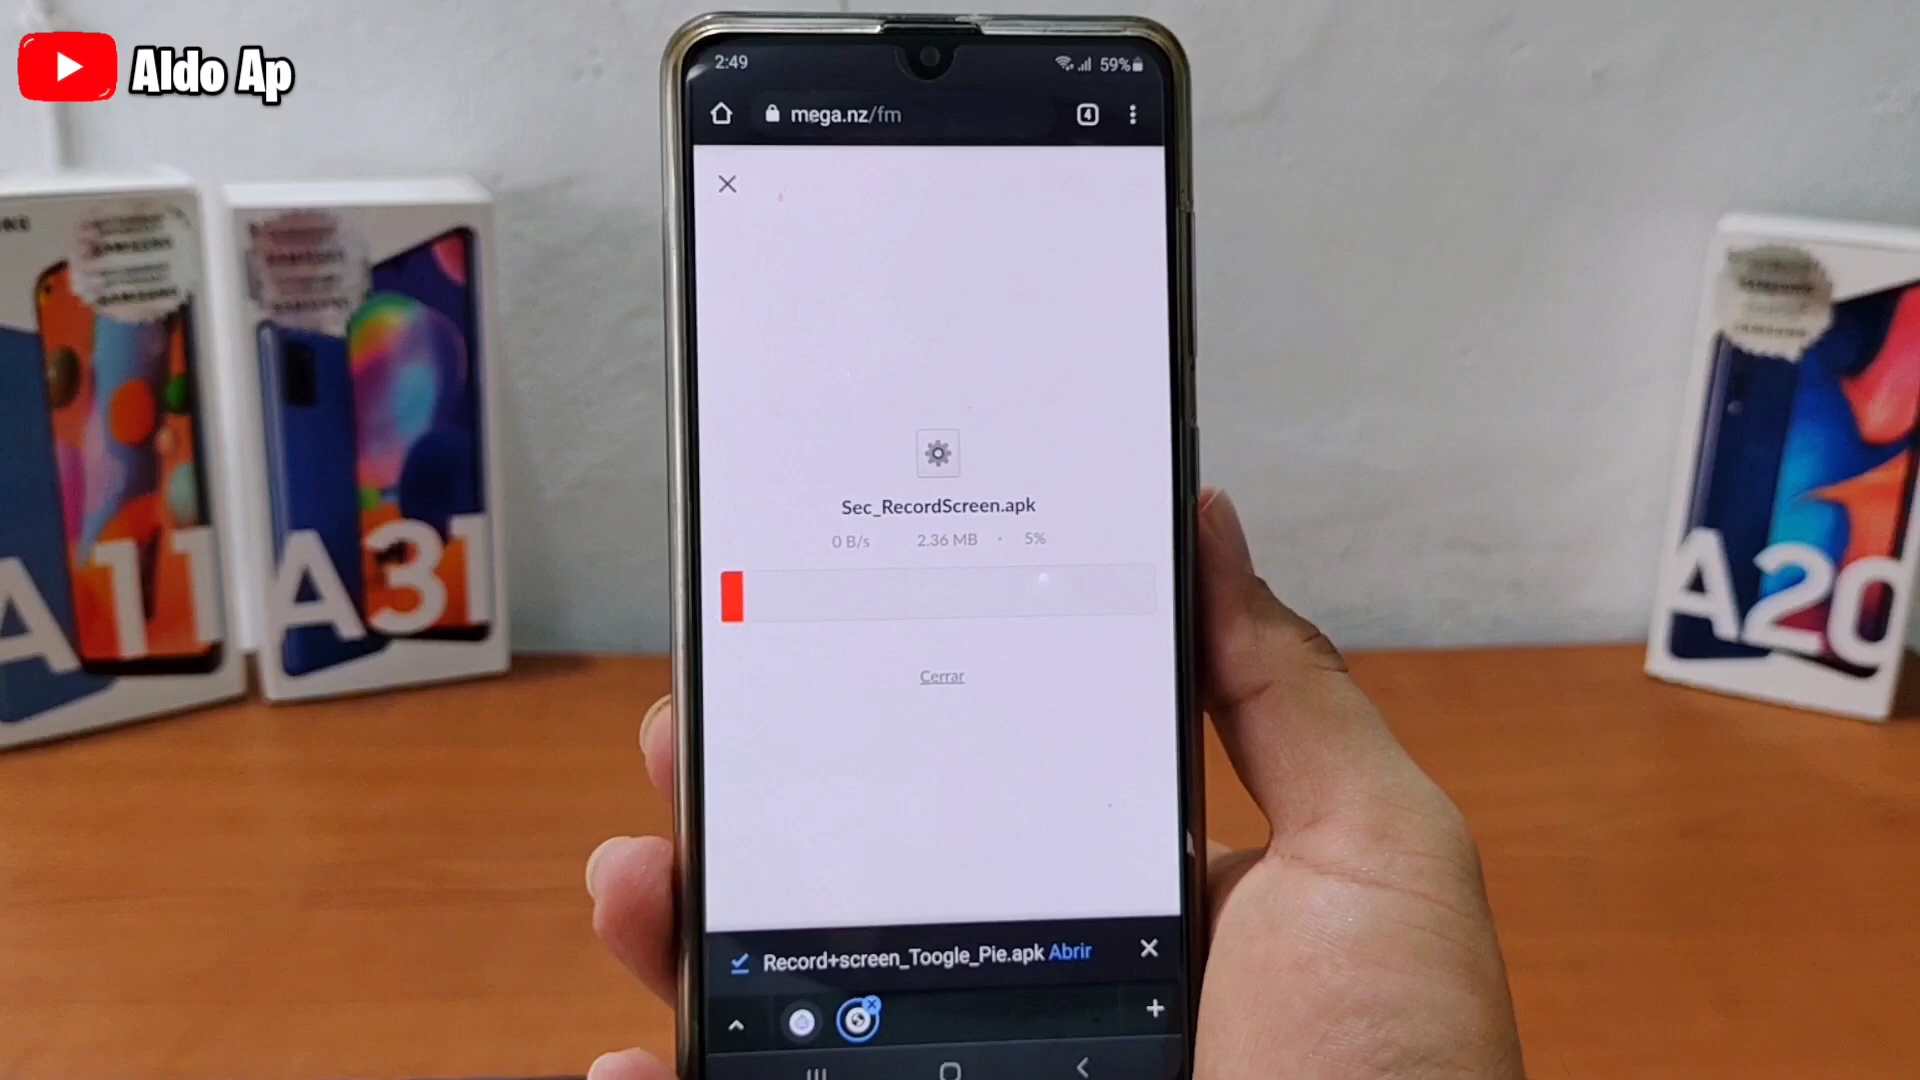 Aldo Ap
2:49
59%
mega.nz/fm
4
Sec_RecordScreen.apk
0 B/s 2.36 MB · 5%
Cerrar
Record+screen_Toogle_Pie.apk Abrir
SAMSUNG
A11
A31
A20